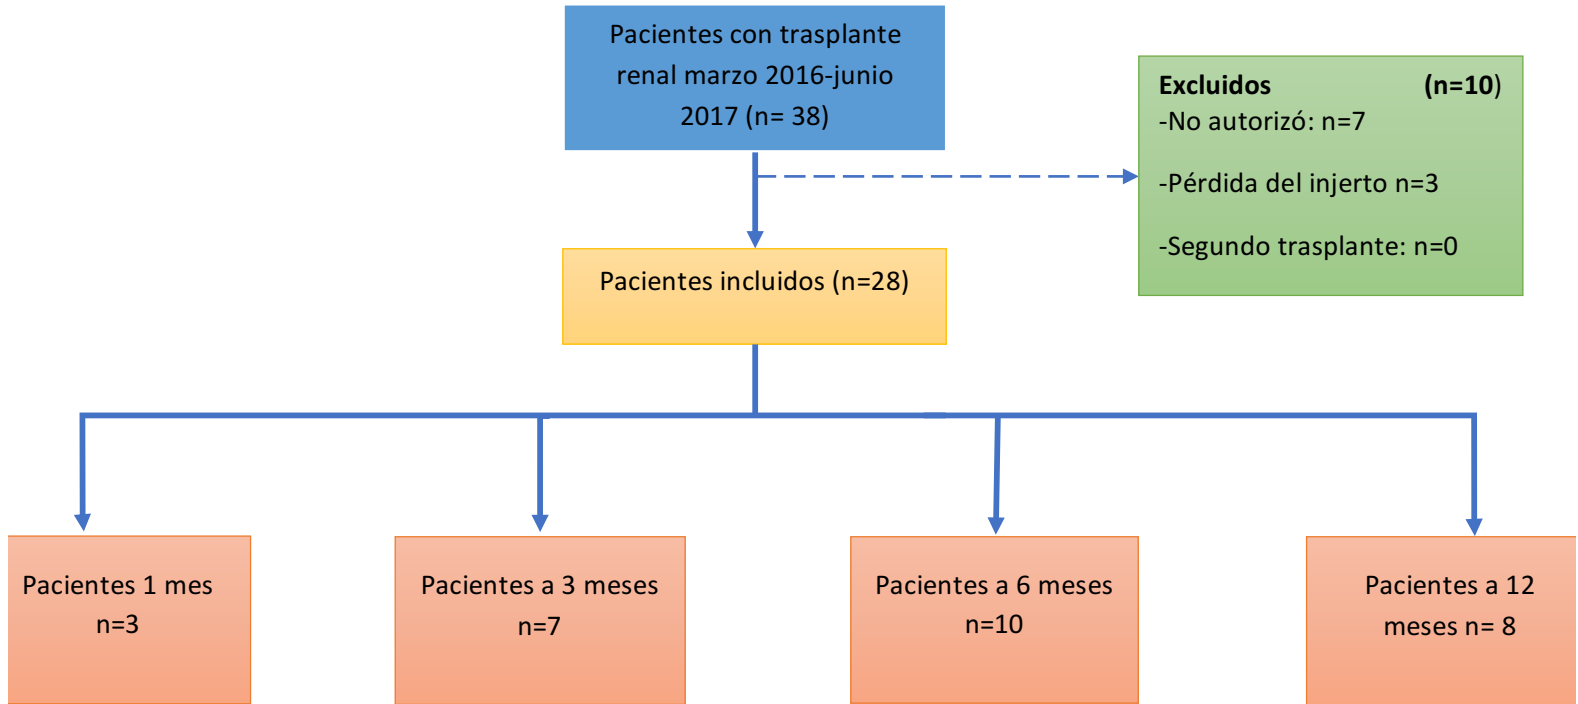 Pacientes con trasplante
renal marzo 2016-junio
2017 (n= 38)
Excluidos (n=10)
-No autorizó: n=7
-Pérdida del injerto n=3
-Segundo trasplante: n=0
Pacientes incluidos (n=28)
Pacientes 1 mes
n=3
Pacientes a 3 meses
n=7
Pacientes a 6 meses
n=10
Pacientes a 12
meses n= 8